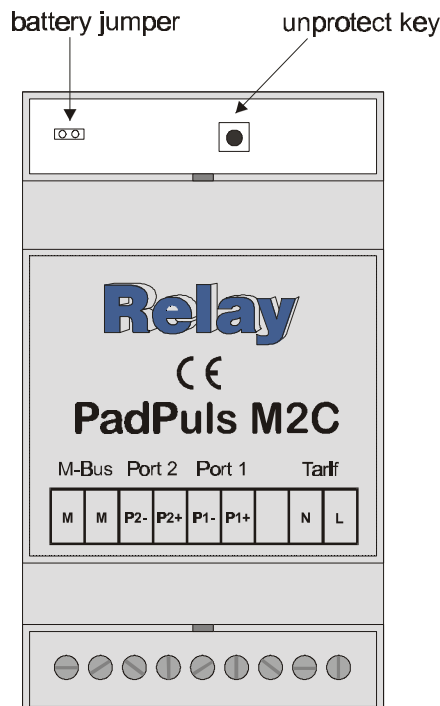 battery jumper unprotect key
Relay
CE
PadPuls M2C
M-Bus Port 2 Port 1 Tarif
M M P2- P2+ P1- P1+ N L